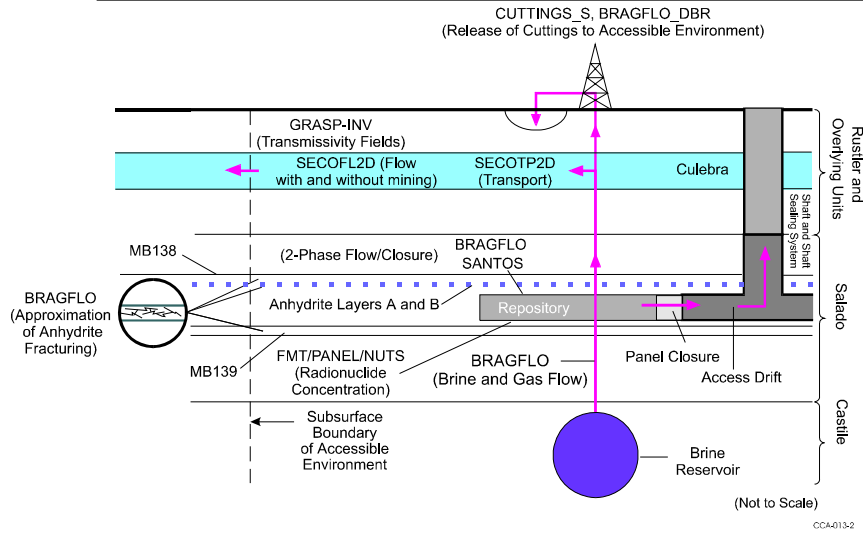 CUTTINGS_S, BRAGFLO_DBR
(Release of Cuttings to Accessible Environment)
GRASP-INV
(Transmissivity Fields)
SECOFL2D (Flow
with and without mining)
SECOTP2D
(Transport)
Culebra
Rustler and
Overlying Units
Shaft and Shaft
Sealing System
MB138
(2-Phase Flow/Closure)
BRAGFLO
SANTOS
BRAGFLO
(Approximation
of Anhydrite
Fracturing)
Anhydrite Layers A and B
Repository
Salado
MB139
FMT/PANEL/NUTS
(Radionuclide
Concentration)
BRAGFLO
(Brine and Gas Flow)
Panel Closure
Access Drift
Subsurface
Boundary
of Accessible
Environment
Castile
Brine
Reservoir
(Not to Scale)
CCA-013-2